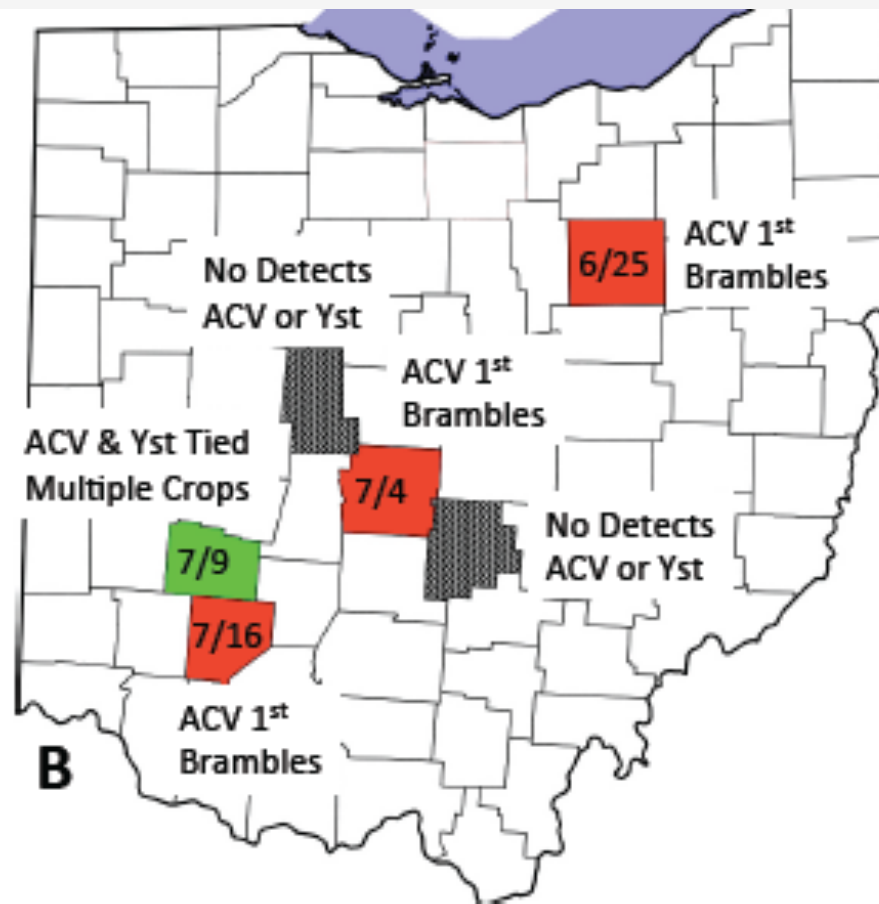 ACV 1st
Brambles
6/25
No Detects
ACV or Yst
ACV 1st
Brambles
ACV & Yst Tied
Multiple Crops
7/4
No Detects
ACV or Yst
7/9
7/16
ACV 1st
Brambles
B